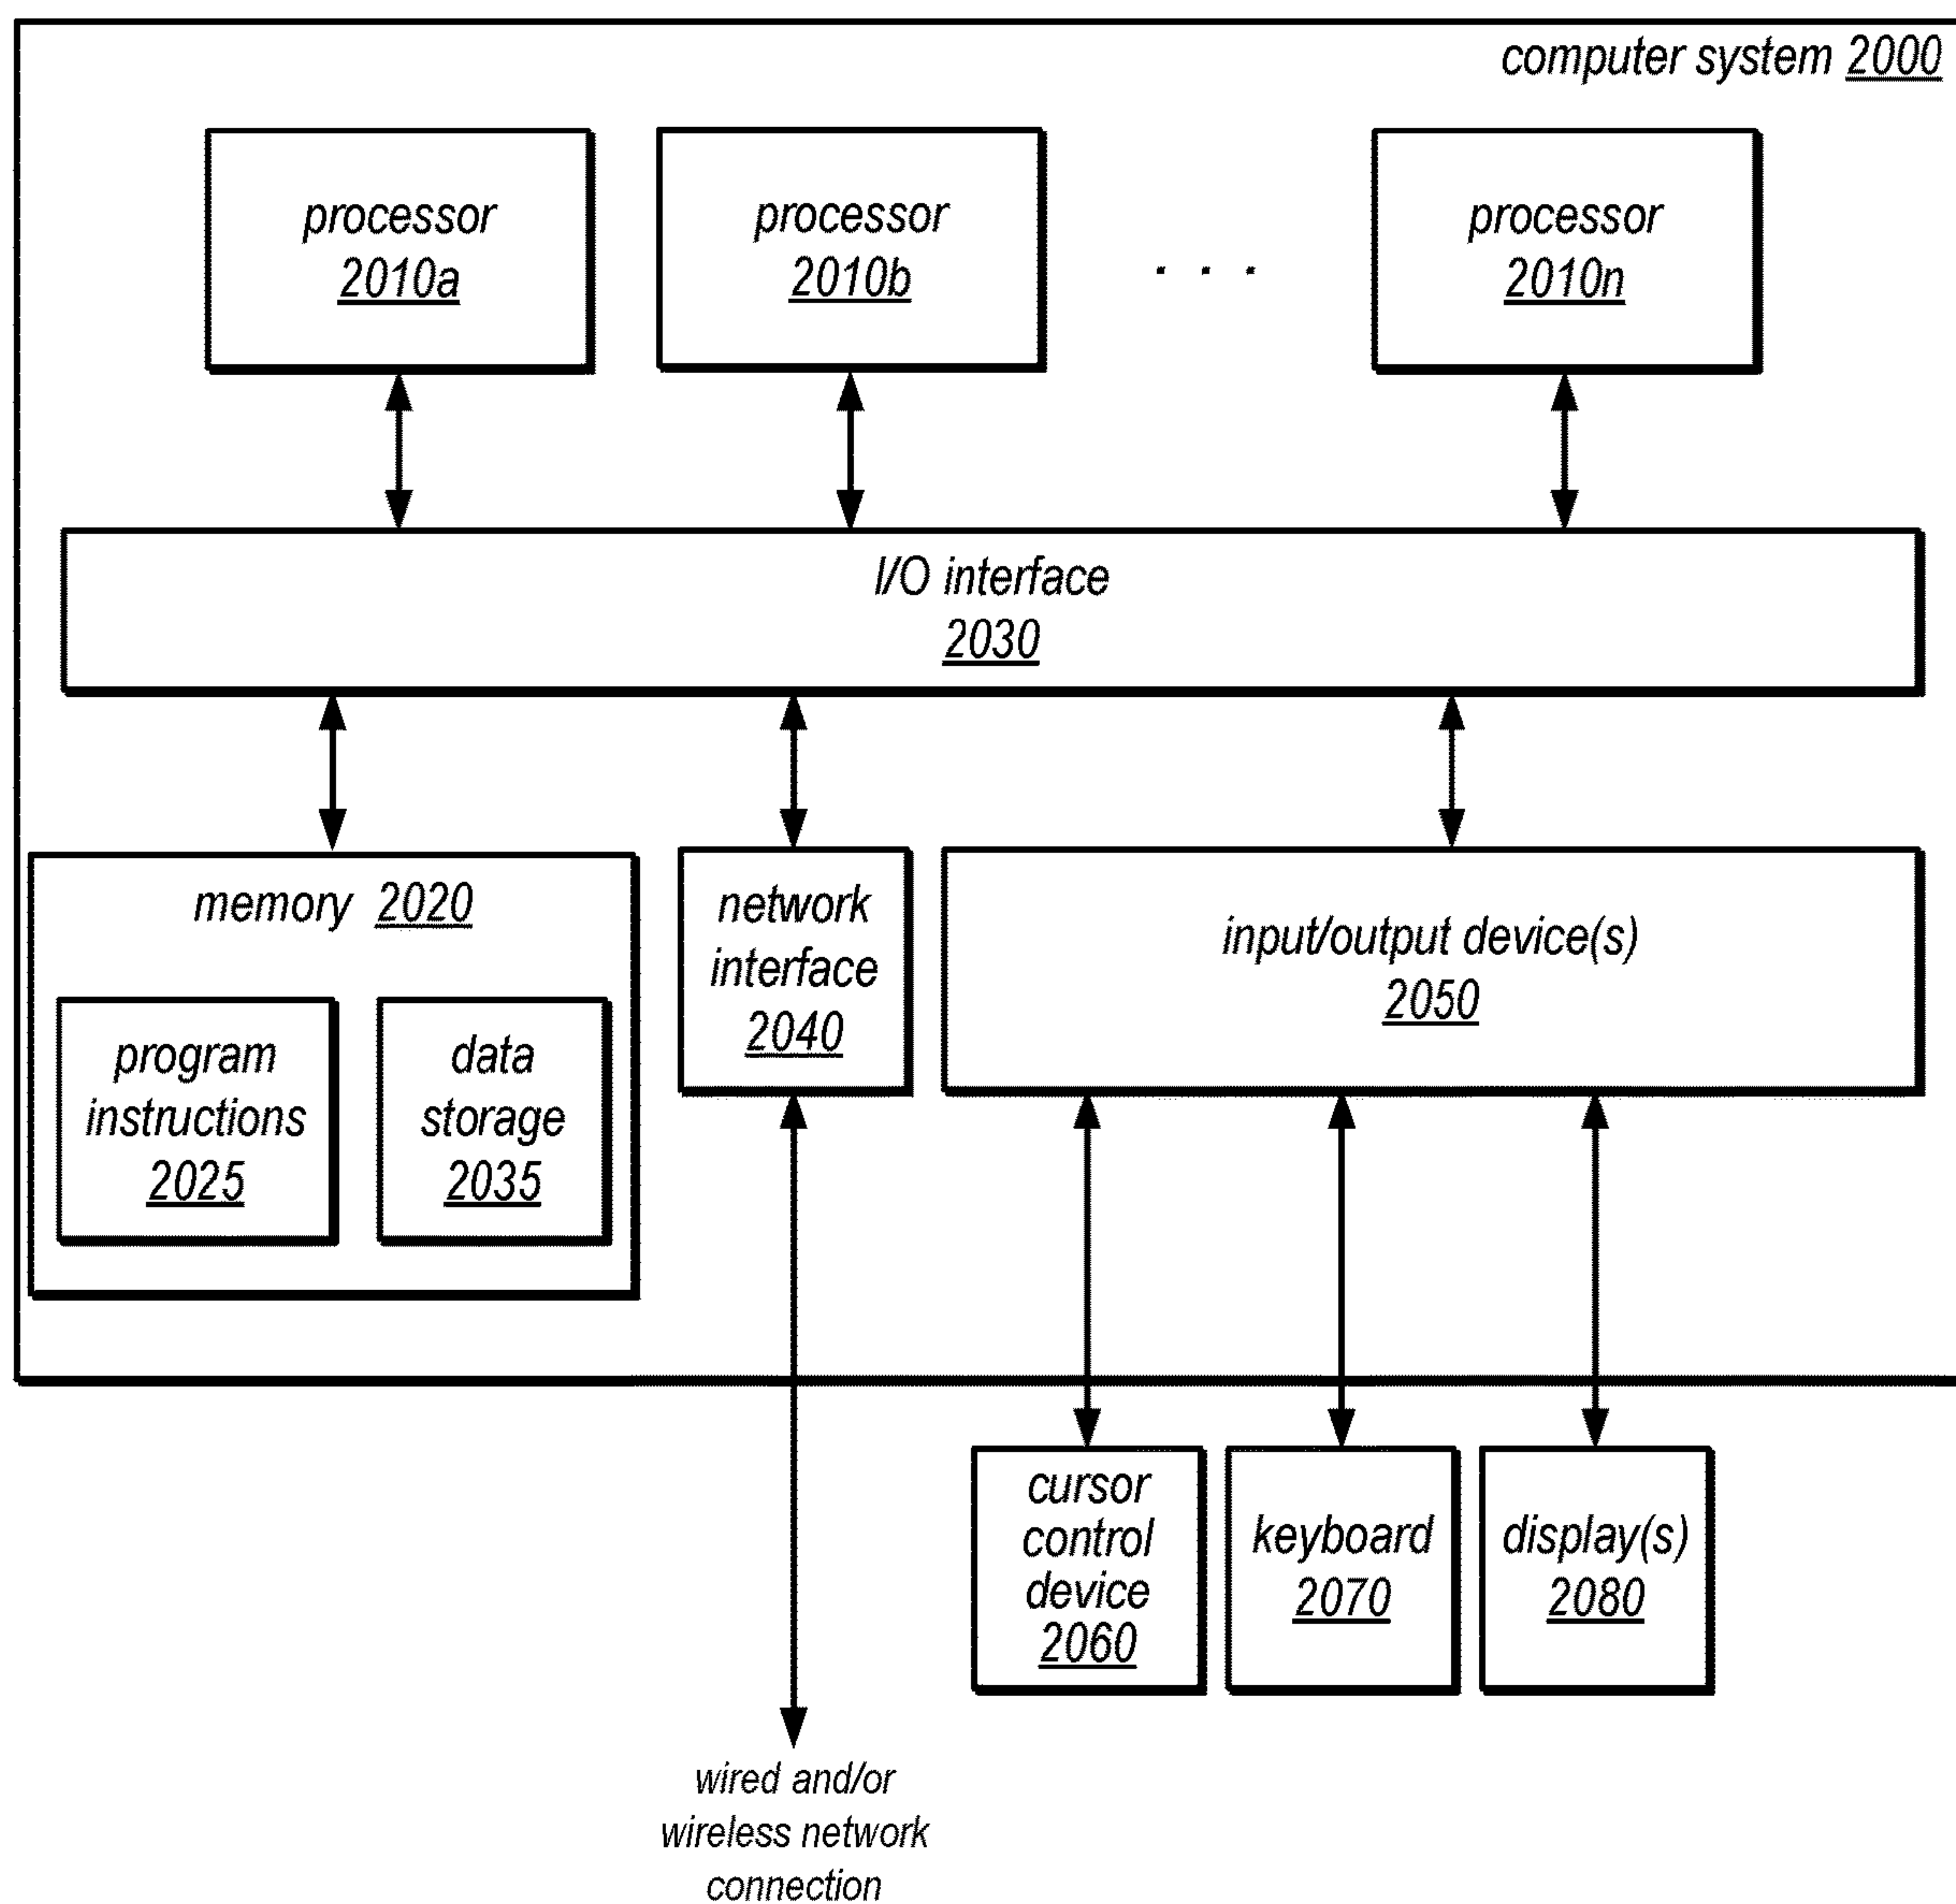 computer system 2000
processor
2010a
processor
2010b
. . .
processor
2010n
I/O interface
2030
memory 2020
program
instructions
2025
data
storage
2035
network
interface
2040
input/output device(s)
2050
cursor
control
device
2060
keyboard
2070
display(s)
2080
wired and/or
wireless network
connection